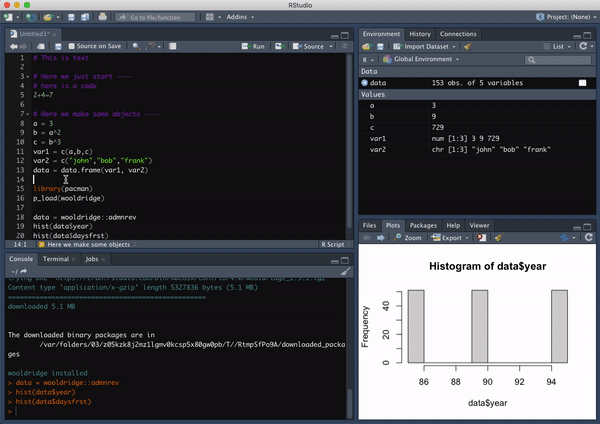 RStudio
Go to file/function
Addins
Project: (None)
Untitled1*
Source on Save
Run
Source
1 # This is text
2
3 # Here we just start ----
4 # here is a code
5 2+4=7
6
7 # Here we make some objects ----
8 a = 3
9 b = a^2
10 c = b^3
11 var1 = c(a,b,c)
12 var2 = c("john","bob","frank")
13 data = data.frame(var1, var2)
14
15 library(pacman)
16 p_load(wooldridge)
17
18 data = wooldridge::admnrev
19 hist(data$year)
20 hist(data$daysfrst)
14:1 Here we make some objects R Script
Console Terminal Jobs
~/
Content type 'application/x-gzip' length 5327836 bytes (5.1 MB)
==================================================
downloaded 5.1 MB
The downloaded binary packages are in
/var/folders/03/z05kzk8j2mz1lgmv0kcsp5x80gw0pb/T//RtmpSfPo9A/downloaded_packa
ges
wooldridge installed
> data = wooldridge::admnrev
> hist(data$year)
> hist(data$daysfrst)
>
Environment History Connections
Import Dataset
List
R
Global Environment
Data
data 153 obs. of 5 variables
Values
a 3
b 9
c 729
var1 num [1:3] 3 9 729
var2 chr [1:3] "john" "bob" "frank"
Files Plots Packages Help Viewer
Zoom Export
Histogram of data$year
Frequency
0 20 40
86 88 90 92 94
data$year